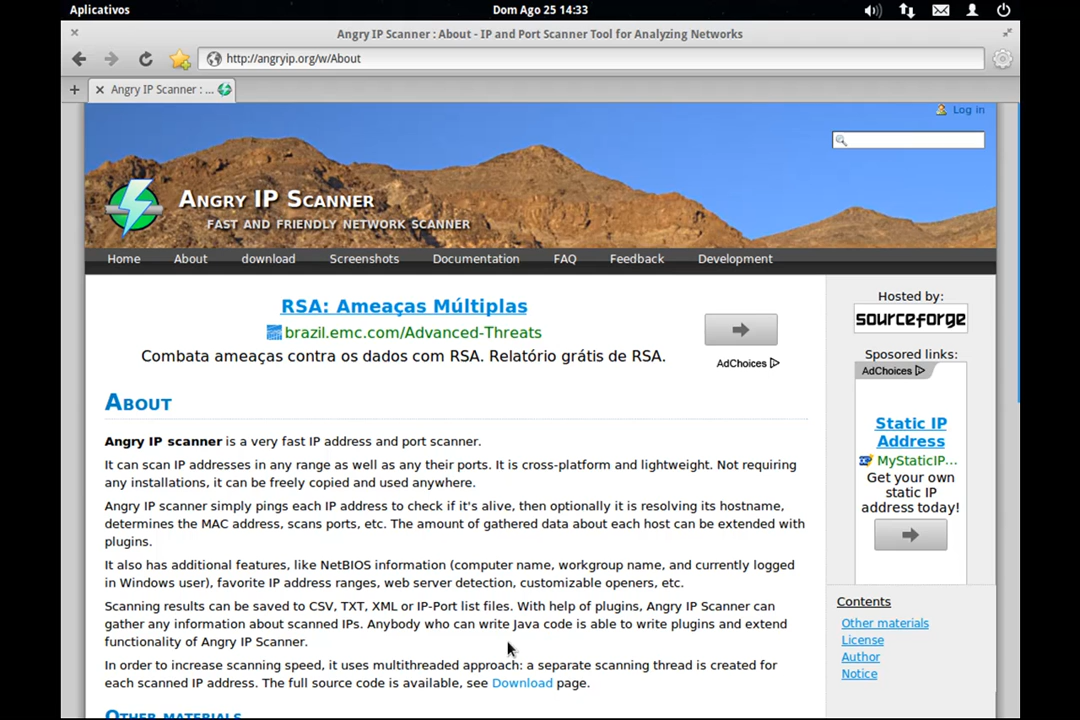 Aplicativos
Dom Ago 25 14:33
Angry IP Scanner : About - IP and Port Scanner Tool for Analyzing Networks
http://angryip.org/w/About
Angry IP Scanner : ...
Log in
ANGRY IP SCANNER
FAST AND FRIENDLY NETWORK SCANNER
Home About download Screenshots Documentation FAQ Feedback Development
RSA: Ameaças Múltiplas
brazil.emc.com/Advanced-Threats
Combata ameaças contra os dados com RSA. Relatório grátis de RSA.
AdChoices
ABOUT
Angry IP scanner is a very fast IP address and port scanner.
It can scan IP addresses in any range as well as any their ports. It is cross-platform and lightweight. Not requiring
any installations, it can be freely copied and used anywhere.
Angry IP scanner simply pings each IP address to check if it's alive, then optionally it is resolving its hostname,
determines the MAC address, scans ports, etc. The amount of gathered data about each host can be extended with
plugins.
It also has additional features, like NetBIOS information (computer name, workgroup name, and currently logged
in Windows user), favorite IP address ranges, web server detection, customizable openers, etc.
Scanning results can be saved to CSV, TXT, XML or IP-Port list files. With help of plugins, Angry IP Scanner can
gather any information about scanned IPs. Anybody who can write Java code is able to write plugins and extend
functionality of Angry IP Scanner.
In order to increase scanning speed, it uses multithreaded approach: a separate scanning thread is created for
each scanned IP address. The full source code is available, see Download page.
OTHER MATERIALS
Hosted by:
sourceforge
Sposored links:
AdChoices
Static IP
Address
MyStaticIP...
Get your own
static IP
address today!
Contents
Other materials
License
Author
Notice